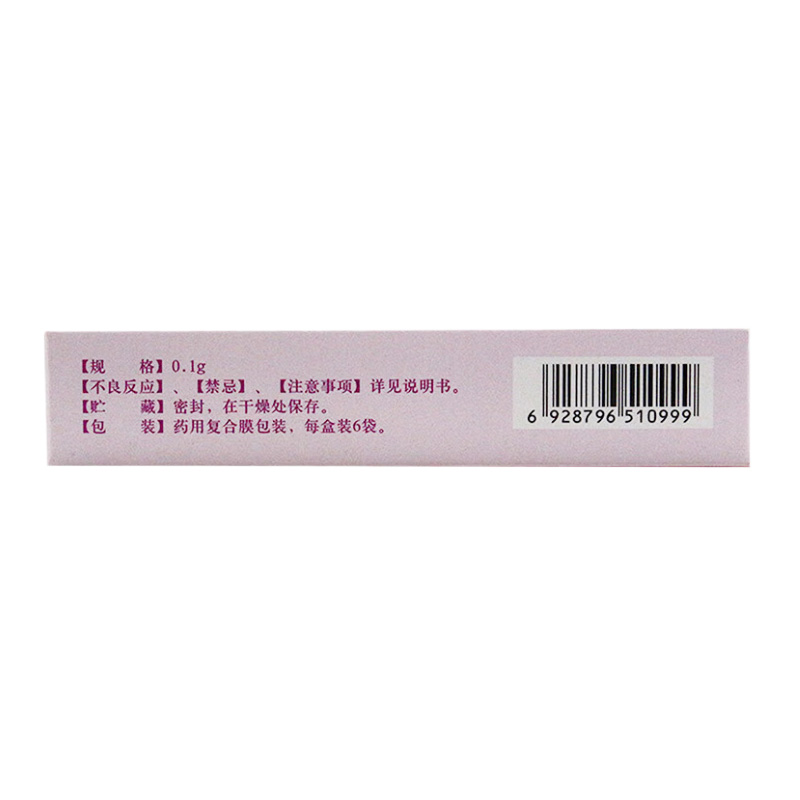 【规　　格】0.1g
【不良反应】、【禁忌】、【注意事项】详见说明书。
【贮　　藏】密封，在干燥处保存。
【包　　装】药用复合膜包装，每盒装6袋。
6 928796 510999